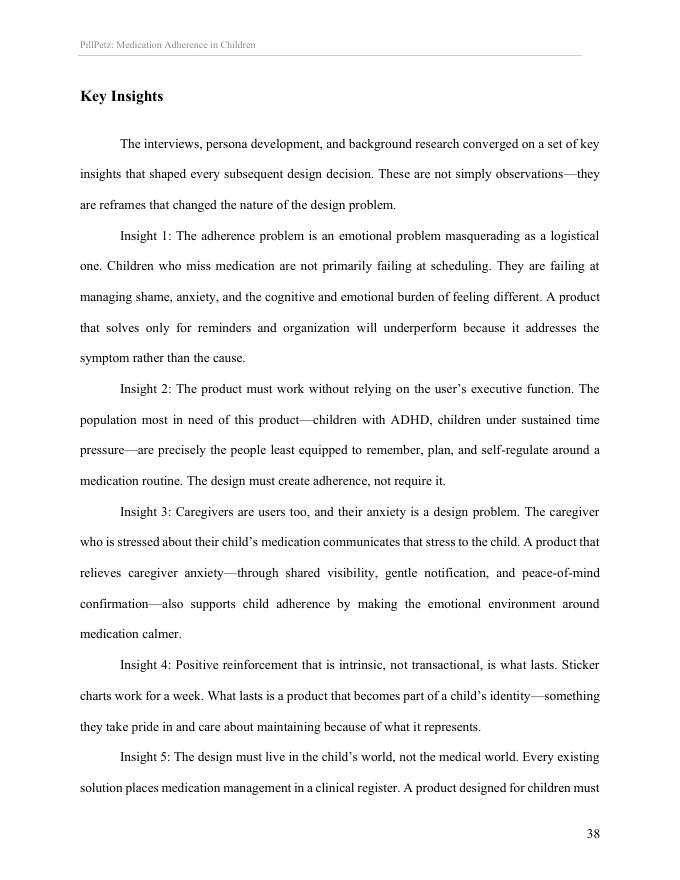 PillPetz: Medication Adherence in Children
Key Insights
The interviews, persona development, and background research converged on a set of key
insights that shaped every subsequent design decision. These are not simply observations—they
are reframes that changed the nature of the design problem.
Insight 1: The adherence problem is an emotional problem masquerading as a logistical
one. Children who miss medication are not primarily failing at scheduling. They are failing at
managing shame, anxiety, and the cognitive and emotional burden of feeling different. A product
that solves only for reminders and organization will underperform because it addresses the
symptom rather than the cause.
Insight 2: The product must work without relying on the user’s executive function. The
population most in need of this product—children with ADHD, children under sustained time
pressure—are precisely the people least equipped to remember, plan, and self-regulate around a
medication routine. The design must create adherence, not require it.
Insight 3: Caregivers are users too, and their anxiety is a design problem. The caregiver
who is stressed about their child’s medication communicates that stress to the child. A product that
relieves caregiver anxiety—through shared visibility, gentle notification, and peace-of-mind
confirmation—also supports child adherence by making the emotional environment around
medication calmer.
Insight 4: Positive reinforcement that is intrinsic, not transactional, is what lasts. Sticker
charts work for a week. What lasts is a product that becomes part of a child’s identity—something
they take pride in and care about maintaining because of what it represents.
Insight 5: The design must live in the child’s world, not the medical world. Every existing
solution places medication management in a clinical register. A product designed for children must
38